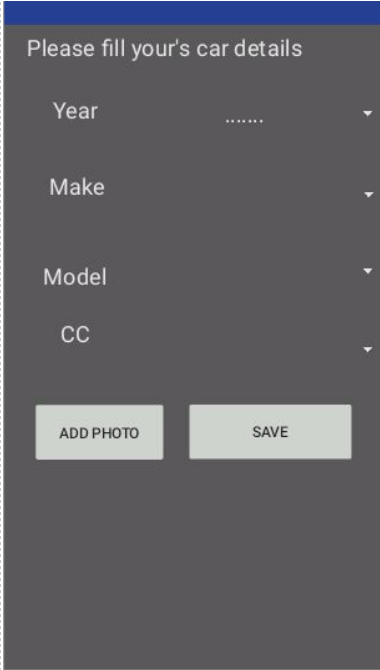 Please fill your's car details
Year .......
Make
Model
CC
ADD PHOTO SAVE